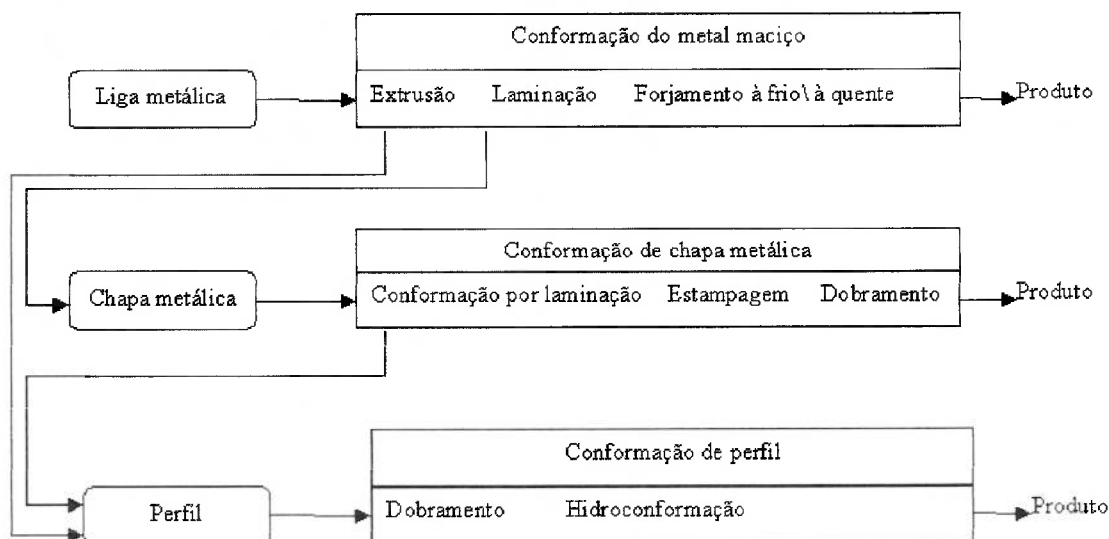 Conformação do metal maciço
Liga metálica
Extrusão Laminação Forjamento à frio\ à quente
Produto
Conformação de chapa metálica
Chapa metálica
Conformação por laminação Estampagem Dobramento
Produto
Conformação de perfil
Perfil
Dobramento Hidroconformação
Produto